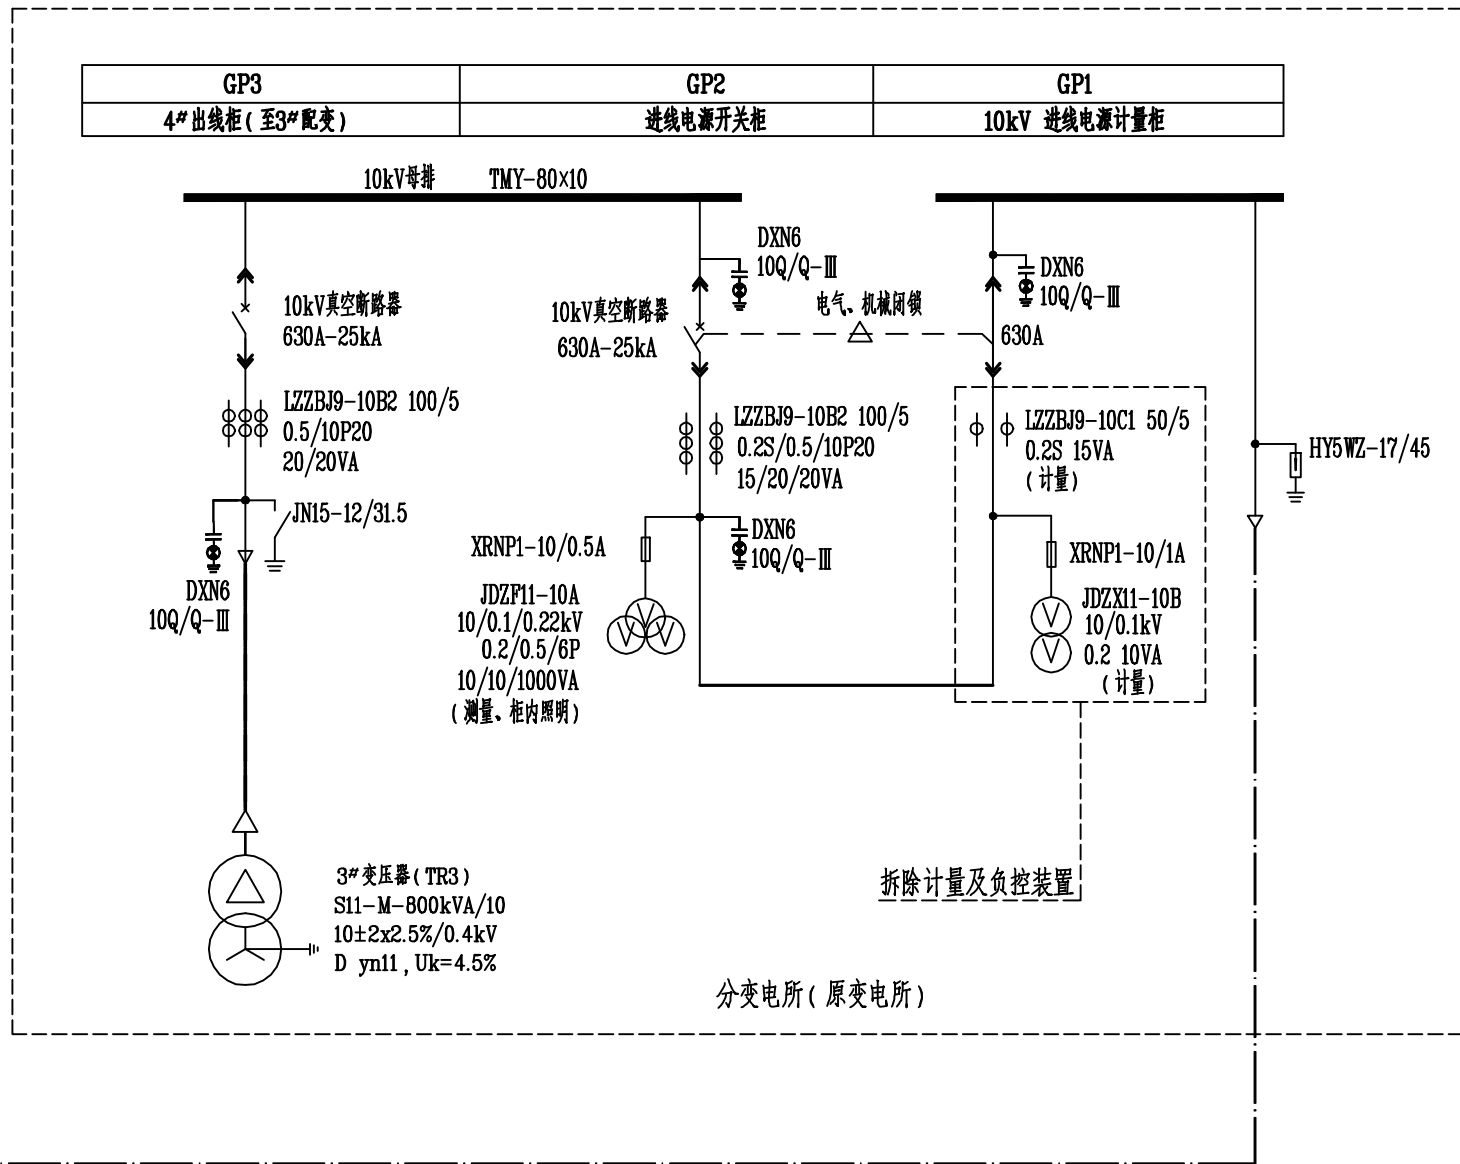 GP3
GP2
GP1
4#出线柜(至3#配变)
进线电源开关柜
10kV 进线电源计量柜
10kV母排 TMY-80×10
DXN6
10Q/Q-Ⅲ
DXN6
10Q/Q-Ⅲ
10kV真空断路器
630A-25kA
10kV真空断路器
630A-25kA
电气、机械闭锁
630A
LZZBJ9-10B2 100/5
0.5/10P20
20/20VA
LZZBJ9-10B2 100/5
0.2S/0.5/10P20
15/20/20VA
LZZBJ9-10C1 50/5
0.2S 15VA
(计量)
HY5WZ-17/45
JN15-12/31.5
DXN6
10Q/Q-Ⅲ
XRNP1-10/0.5A
DXN6
10Q/Q-Ⅲ
XRNP1-10/1A
JDZF11-10A
10/0.1/0.22kV
0.2/0.5/6P
10/10/1000VA
(测量、柜内照明)
JDZX11-10B
10/0.1kV
0.2 10VA
(计量)
3#变压器(TR3)
S11-M-800kVA/10
10±2x2.5%/0.4kV
D yn11,Uk=4.5%
拆除计量及负控装置
分变电所(原变电所)